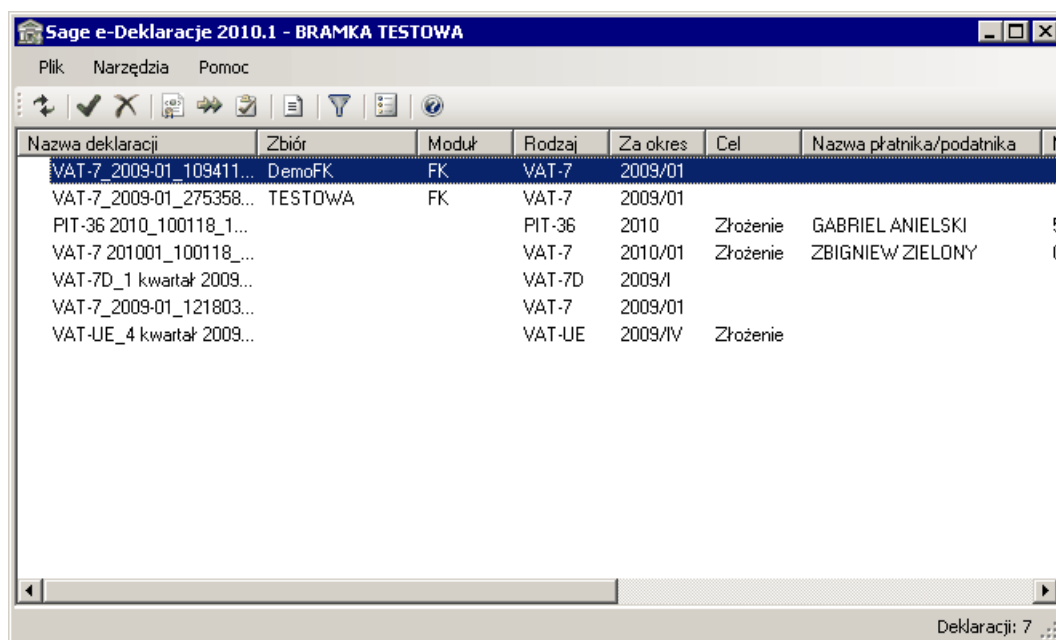 Sage e-Deklaracje 2010.1 - BRAMKA TESTOWA
Plik Narzędzia Pomoc
Nazwa deklaracji Zbiór Moduł Rodzaj Za okres Cel Nazwa płatnika/podatnika
VAT-7_2009-01_109411... DemoFK FK VAT-7 2009/01
VAT-7_2009-01_275358... TESTOWA FK VAT-7 2009/01
PIT-36 2010_100118_1... PIT-36 2010 Złożenie GABRIEL ANIELSKI
VAT-7 201001_100118_... VAT-7 2010/01 Złożenie ZBIGNIEW ZIELONY
VAT-7D_1 kwartał 2009... VAT-7D 2009/I
VAT-7_2009-01_121803... VAT-7 2009/01
VAT-UE_4 kwartał 2009... VAT-UE 2009/IV Złożenie
Deklaracji: 7